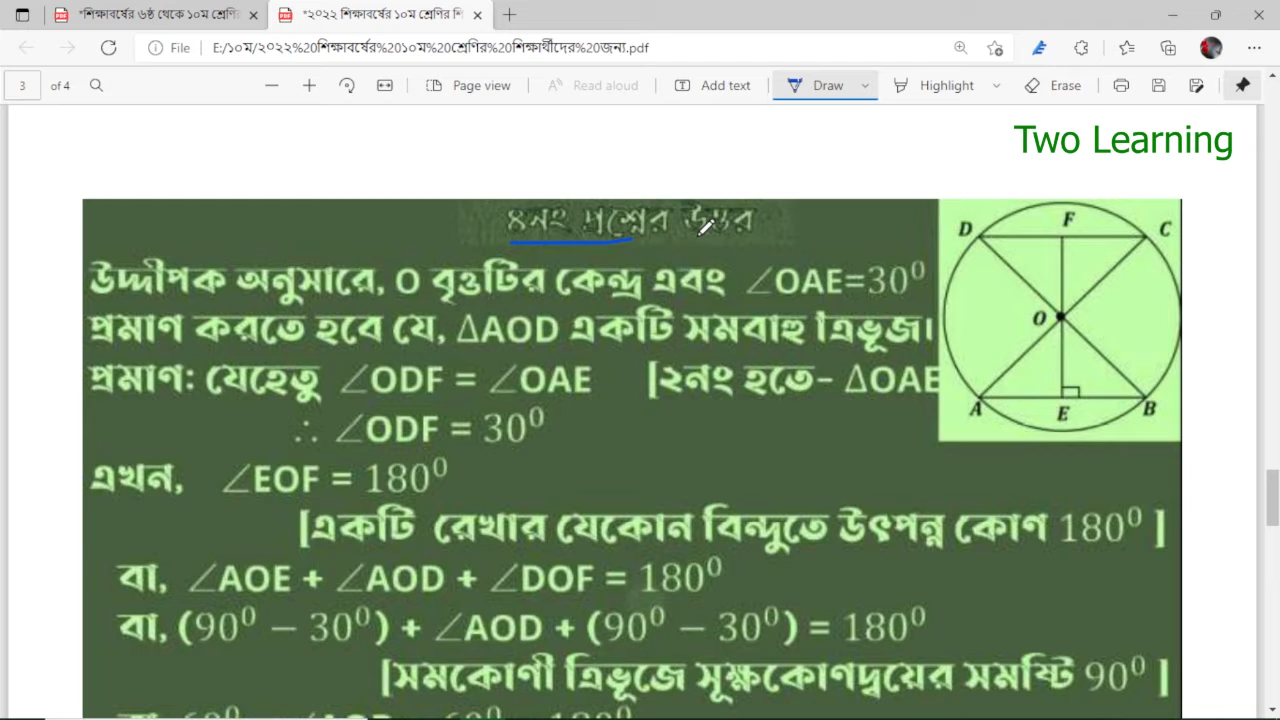 *শিক্ষাবর্ষের ৬ষ্ঠ থেকে ১০ম শ্রেণির
*২০২২ শিক্ষাবর্ষের ১০ম শ্রেণির শি
File E:/১০ম/২০২২%20শিক্ষাবর্ষের%20১০ম%20শ্রেণির%20শিক্ষার্থীদের%20জন্য.pdf
3 of 4 Page view Read aloud Add text Draw Highlight Erase
Two Learning
৪নং প্রশ্নের উত্তর
উদ্দীপক অনুসারে, O বৃত্তটির কেন্দ্র এবং ∠OAE=30⁰
প্রমাণ করতে হবে যে, ΔAOD একটি সমবাহু ত্রিভূজ।
প্রমাণ: যেহেতু ∠ODF = ∠OAE [২নং হতে- ΔOAE
∴ ∠ODF = 30⁰
এখন, ∠EOF = 180⁰
[একটি রেখার যেকোন বিন্দুতে উৎপন্ন কোণ 180⁰ ]
বা, ∠AOE + ∠AOD + ∠DOF = 180⁰
বা, (90⁰ − 30⁰) + ∠AOD + (90⁰ − 30⁰) = 180⁰
[সমকোণী ত্রিভূজে সূক্ষকোণদ্বয়ের সমষ্টি 90⁰ ]
D F C
O
A E B